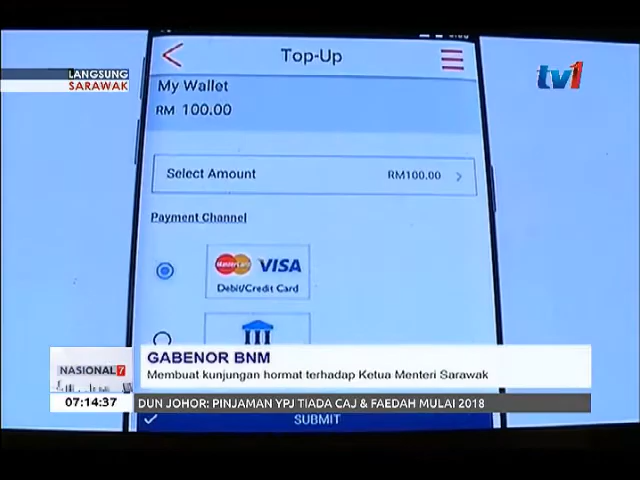 Top-Up
LANGSUNG
SARAWAK
tv1
My Wallet
RM 100.00
Select Amount
RM100.00
Payment Channel
MasterCard
VISA
Debit/Credit Card
NASIONAL 7
GABENOR BNM
Membuat kunjungan hormat terhadap Ketua Menteri Sarawak
07:14:37
DUN JOHOR: PINJAMAN YPJ TIADA CAJ & FAEDAH MULAI 2018
SUBMIT